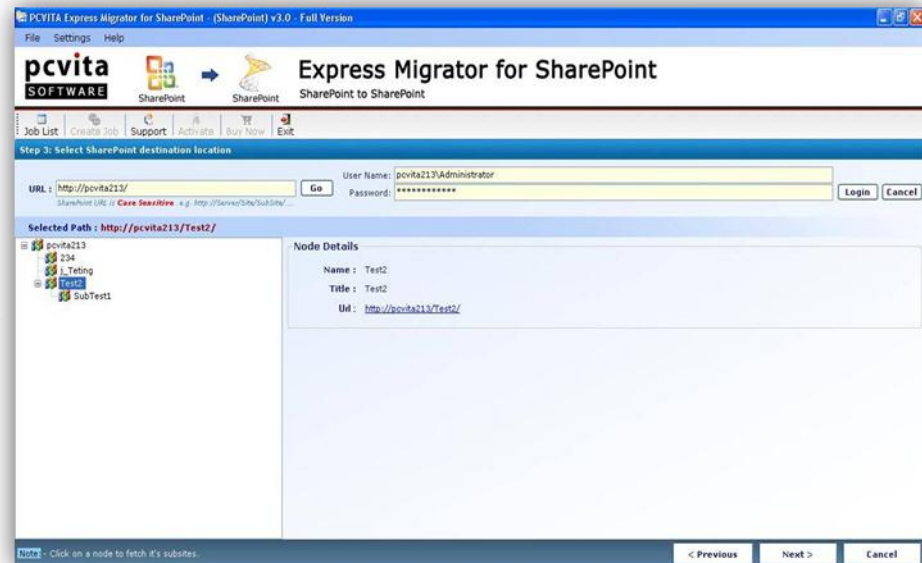 PCVITA Express Migrator for SharePoint - (SharePoint) v3.0 - Full Version
File Settings Help
pcvita
SOFTWARE
SharePoint
SharePoint
Express Migrator for SharePoint
SharePoint to SharePoint
Job List Create Job Support Activate Buy Now Exit
Step 3: Select SharePoint destination location
User Name: pcvita213\Administrator
URL : http://pcvita213/ Go Password: ************ Login Cancel
SharePoint URL is Case Sensitive . e.g. http://Server/Site/SubSite/....
Selected Path : http://pcvita213/Test2/
pcvita213
234
j_Teting
Test2
SubTest1
Node Details
Name : Test2
Title : Test2
Url : http://pcvita213/Test2/
Note: - Click on a node to fetch it's subsites.
< Previous Next > Cancel